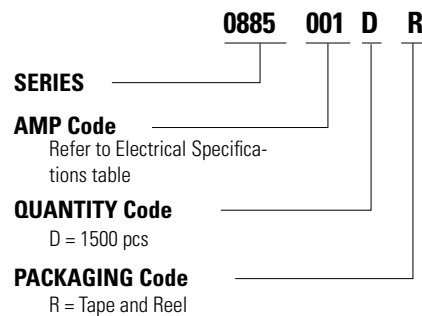 0885 001 D R
SERIES
AMP Code
Refer to Electrical Specifica-
tions table
QUANTITY Code
D = 1500 pcs
PACKAGING Code
R = Tape and Reel